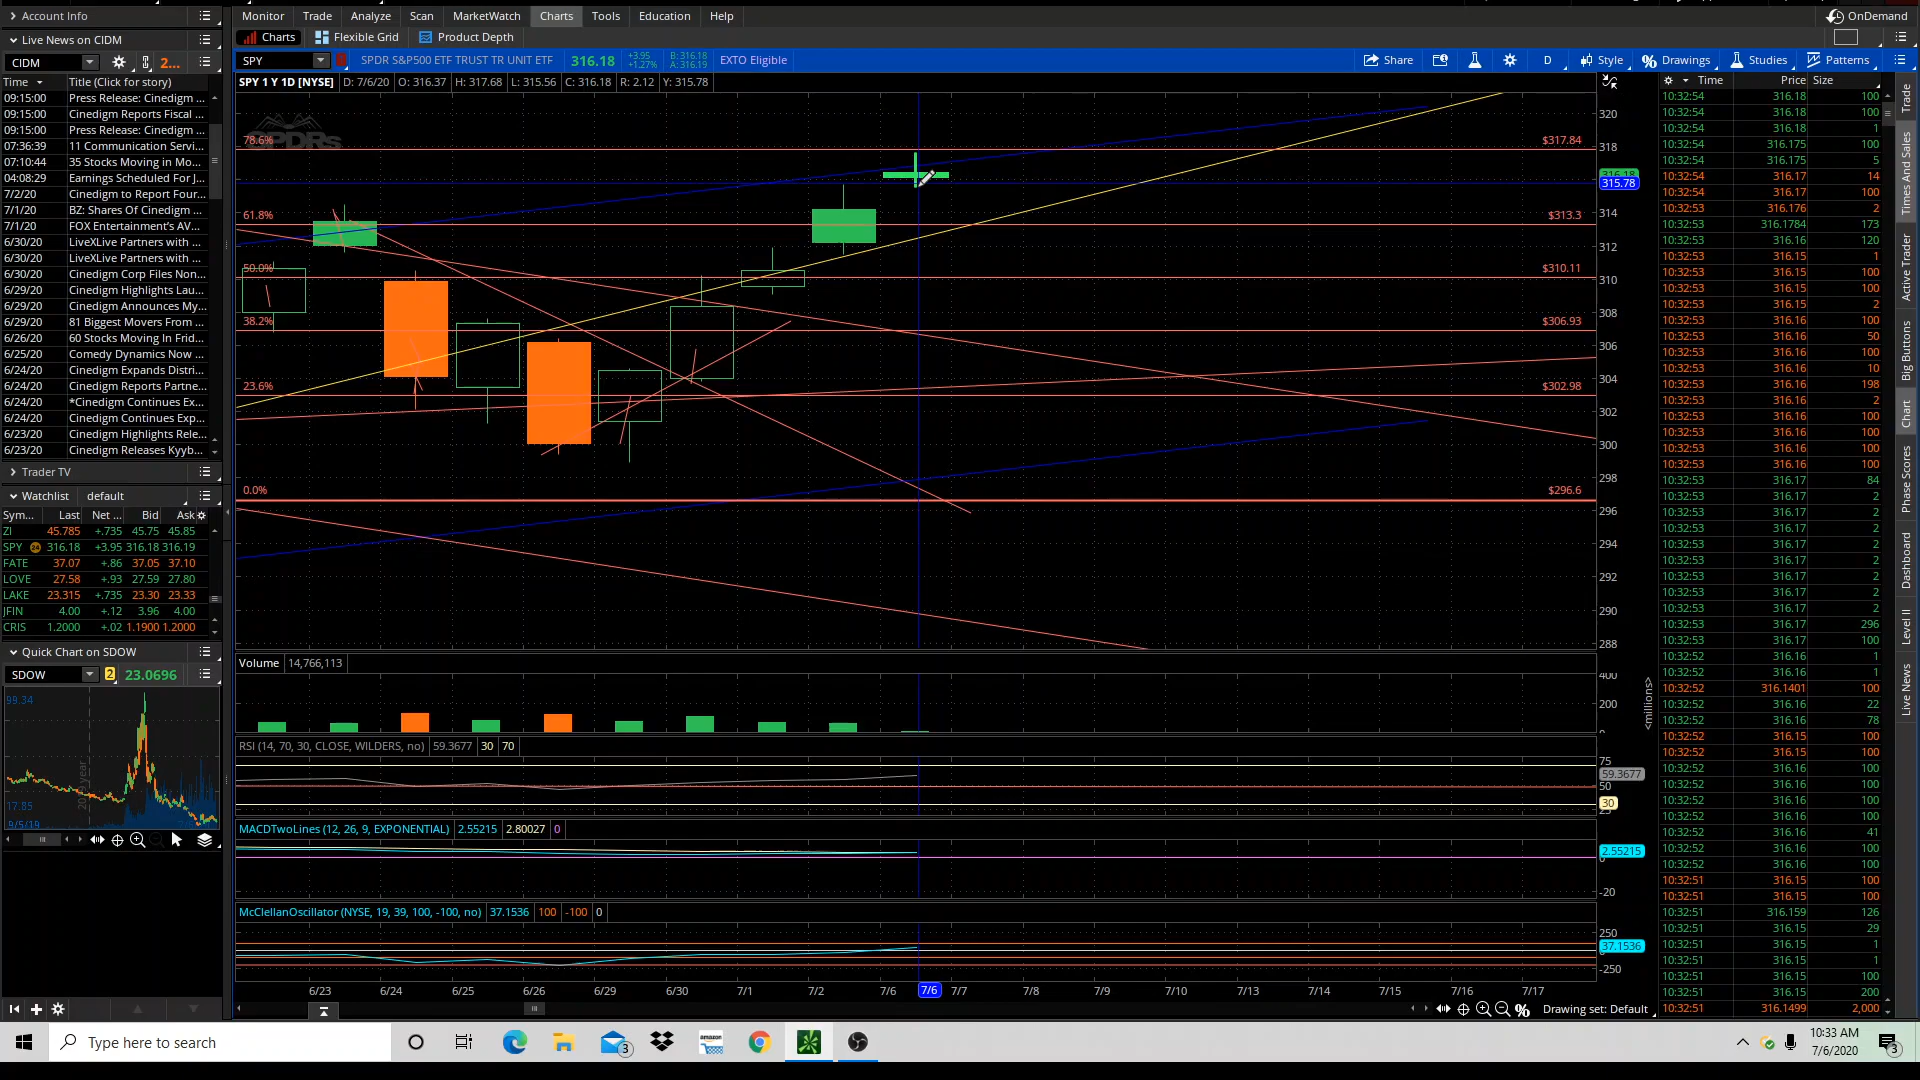 Account Info
Live News on CIDM
CIDM 2...
Time Title (Click for story)
09:15:00 Press Release: Cinedigm ...
09:15:00 Cinedigm Reports Fiscal ...
09:15:00 Press Release: Cinedigm ...
07:36:39 11 Communication Servi...
07:10:44 35 Stocks Moving in Mo...
04:08:29 Earnings Scheduled For J...
7/2/20 Cinedigm to Report Four...
7/1/20 BZ: Shares Of Cinedigm ...
7/1/20 FOX Entertainment's AV...
6/30/20 LiveXLive Partners with ...
6/30/20 LiveXLive Partners with ...
6/30/20 Cinedigm Corp Files Non...
6/29/20 Cinedigm Highlights Lau...
6/29/20 Cinedigm Announces My...
6/29/20 81 Biggest Movers From ...
6/26/20 60 Stocks Moving In Frid...
6/25/20 Comedy Dynamics Now ...
6/24/20 Cinedigm Expands Distri...
6/24/20 Cinedigm Reports Partne...
6/24/20 *Cinedigm Continues Ex...
6/24/20 Cinedigm Continues Exp...
6/23/20 Cinedigm Highlights Rele...
6/23/20 Cinedigm Releases Kyyb...
Trader TV
Watchlist default
Sym... Last Net ... Bid Ask
ZI 45.785 +.735 45.75 45.85
SPY 24 316.18 +3.95 316.18 316.19
FATE 37.07 +.86 37.05 37.10
LOVE 27.58 +.93 27.59 27.80
LAKE 23.315 +.735 23.30 23.33
JFIN 4.00 +.12 3.96 4.00
CRIS 1.2000 +.02 1.1900 1.2000
Quick Chart on SDOW
SDOW 2 23.0696
99.34
17.85
9/5/19
Monitor Trade Analyze Scan MarketWatch Charts Tools Education Help
OnDemand
Charts Flexible Grid Product Depth
SPY SPDR S&P500 ETF TRUST TR UNIT ETF 316.18 +3.95 +1.27% B: 316.18 A: 316.19 EXTO Eligible
Share D Style Drawings Studies Patterns
SPY 1 Y 1D [NYSE] D: 7/6/20 O: 316.37 H: 317.68 L: 315.56 C: 316.18 R: 2.12 Y: 315.78
SPDRs
78.6% $317.84
61.8% $313.3
50.0% $310.11
38.2% $306.93
23.6% $302.98
0.0% $296.6
320
318
316.18
315.78
314
312
310
308
306
304
302
300
296
294
292
290
288
Volume 14,766,113
400
200
<millions>
RSI (14, 70, 30, CLOSE, WILDERS, no) 59.3677 30 70
75
59.3677
50
30
25
MACDTwoLines (12, 26, 9, EXPONENTIAL) 2.55215 2.80027 0
2.55215
0
-20
McClellanOscillator (NYSE, 19, 39, 100, -100, no) 37.1536 100 -100 0
250
37.1536
-250
6/23 6/24 6/25 6/26 6/29 6/30 7/1 7/2 7/6 7/6 7/7 7/8 7/9 7/10 7/13 7/14 7/15 7/16 7/17
Drawing set: Default
Time Price Size
10:32:54 316.18 100
10:32:54 316.18 100
10:32:54 316.18 1
10:32:54 316.175 100
10:32:54 316.175 5
10:32:54 316.17 14
10:32:54 316.17 100
10:32:53 316.176 2
10:32:53 316.1784 173
10:32:53 316.16 120
10:32:53 316.15 1
10:32:53 316.15 100
10:32:53 316.15 100
10:32:53 316.15 2
10:32:53 316.16 100
10:32:53 316.16 50
10:32:53 316.16 100
10:32:53 316.16 10
10:32:53 316.16 198
10:32:53 316.16 2
10:32:53 316.16 100
10:32:53 316.16 100
10:32:53 316.16 100
10:32:53 316.16 100
10:32:53 316.17 84
10:32:53 316.17 2
10:32:53 316.17 2
10:32:53 316.17 2
10:32:53 316.17 2
10:32:53 316.17 2
10:32:53 316.17 2
10:32:53 316.17 2
10:32:53 316.17 2
10:32:53 316.17 296
10:32:53 316.16 100
10:32:52 316.16 1
10:32:52 316.16 1
10:32:52 316.1401 100
10:32:52 316.16 22
10:32:52 316.16 78
10:32:52 316.15 100
10:32:52 316.15 100
10:32:52 316.16 100
10:32:52 316.16 100
10:32:52 316.16 100
10:32:52 316.16 100
10:32:52 316.16 41
10:32:52 316.16 100
10:32:52 316.16 100
10:32:51 316.15 100
10:32:51 316.15 100
10:32:51 316.159 126
10:32:51 316.15 29
10:32:51 316.15 1
10:32:51 316.15 1
10:32:51 316.15 100
10:32:51 316.15 200
10:32:51 316.1499 2,000
Trade
Times And Sales
Active Trader
Big Buttons
Chart
Phase Scores
Dashboard
Level II
Live News
Type here to search
3
amazon
10:33 AM
7/6/2020
3